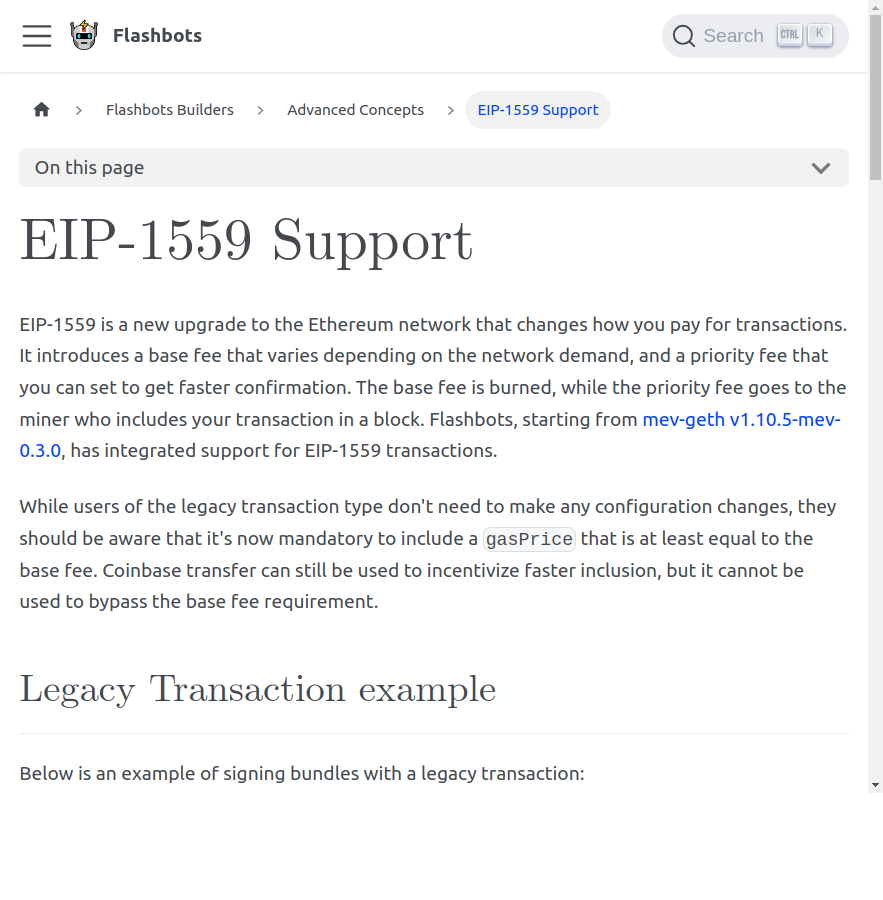 Flashbots
Search CTRL K
Flashbots Builders
Advanced Concepts
EIP-1559 Support
On this page
EIP-1559 Support
EIP-1559 is a new upgrade to the Ethereum network that changes how you pay for transactions.
It introduces a base fee that varies depending on the network demand, and a priority fee that
you can set to get faster confirmation. The base fee is burned, while the priority fee goes to the
miner who includes your transaction in a block. Flashbots, starting from mev-geth v1.10.5-mev-
0.3.0, has integrated support for EIP-1559 transactions.
While users of the legacy transaction type don't need to make any configuration changes, they
should be aware that it's now mandatory to include a gasPrice that is at least equal to the
base fee. Coinbase transfer can still be used to incentivize faster inclusion, but it cannot be
used to bypass the base fee requirement.
Legacy Transaction example
Below is an example of signing bundles with a legacy transaction: